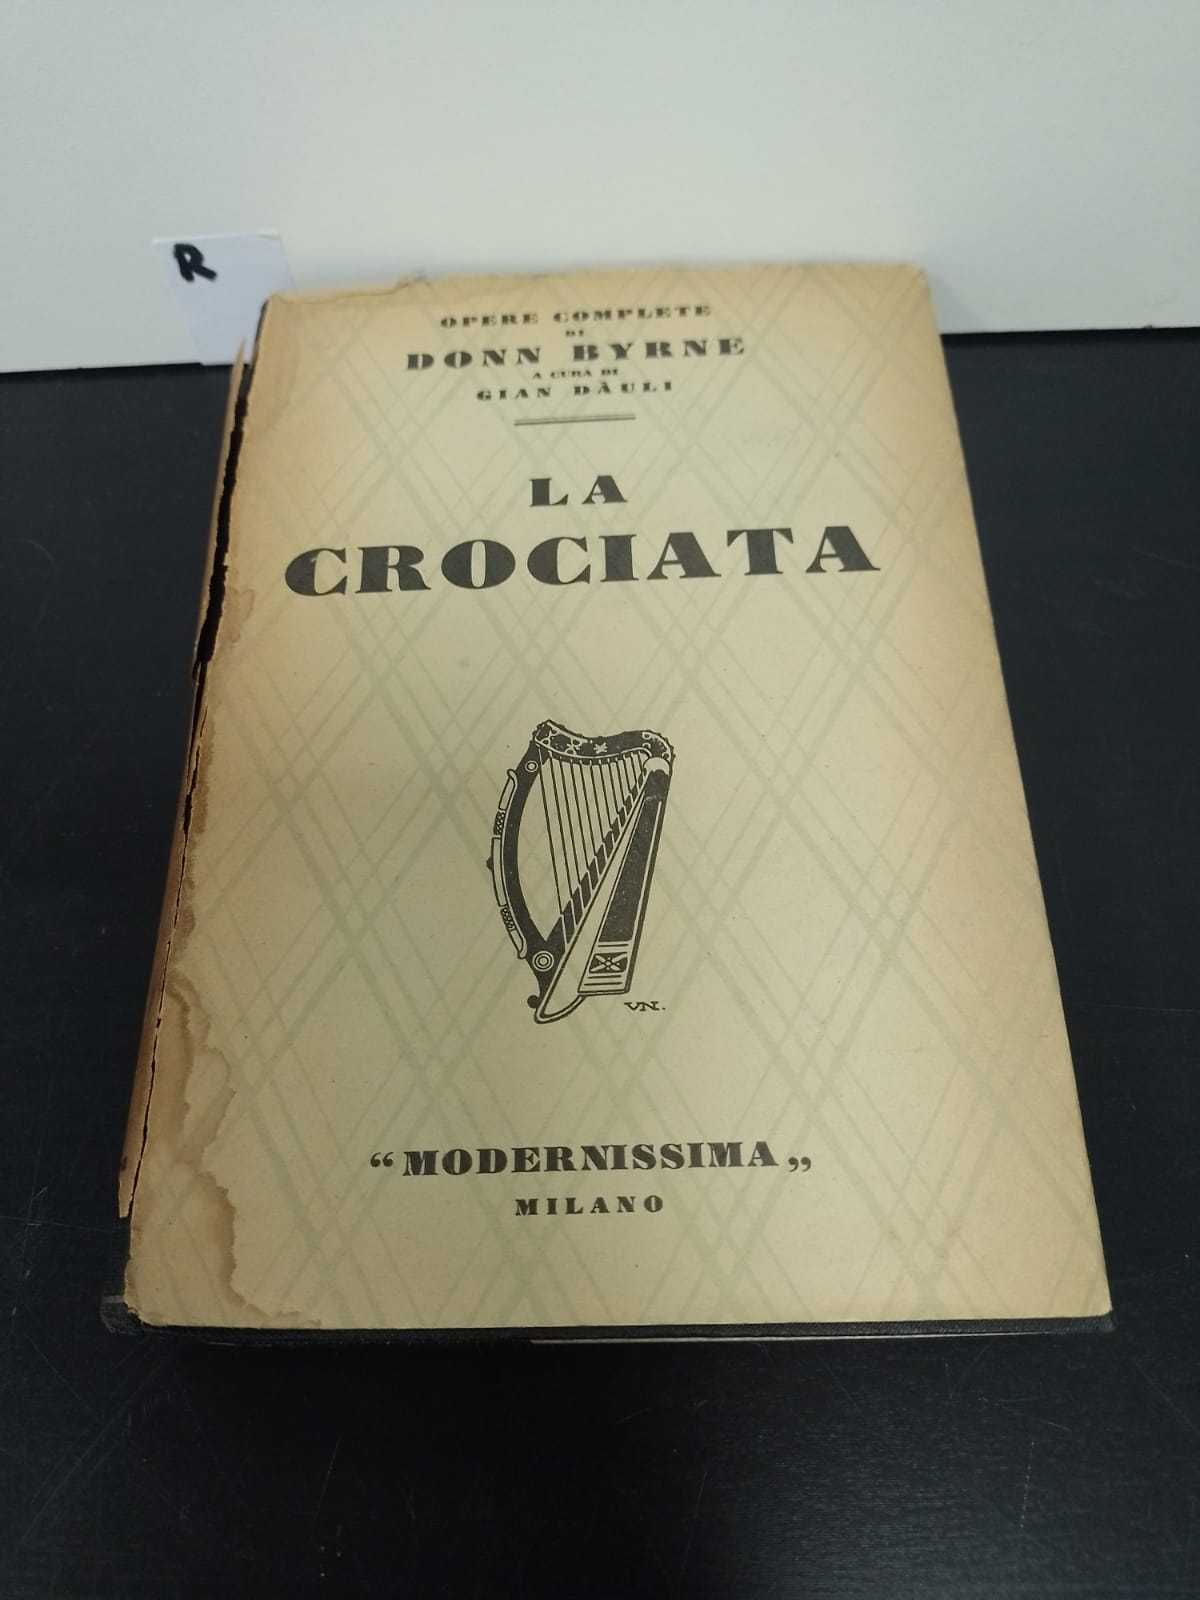 R
OPERE COMPLETE
DI
DONN BYRNE
A CURA DI
GIAN DÀULI
LA
CROCIATA
VN.
“MODERNISSIMA„
MILANO